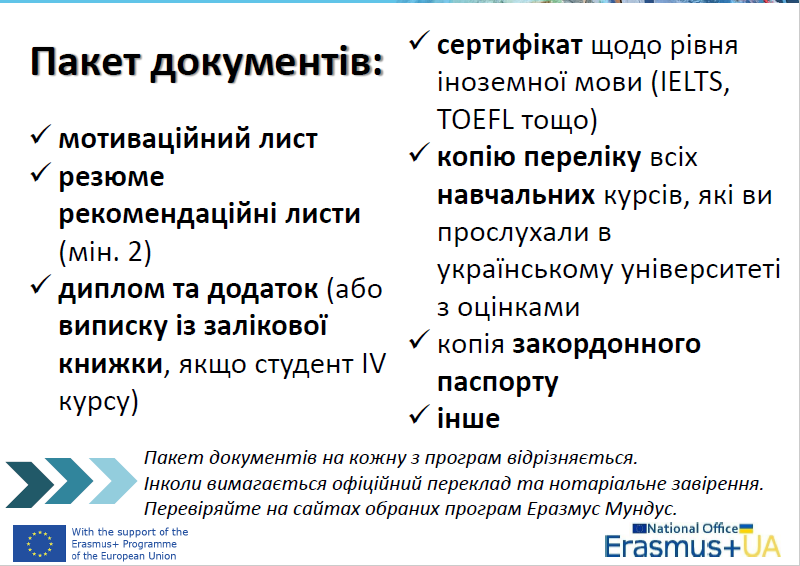 Пакет документів:
✓ мотиваційний лист
✓ резюме
рекомендаційні листи
(мін. 2)
✓ диплом та додаток (або
виписку із залікової
книжки, якщо студент IV
курсу)
✓ сертифікат щодо рівня
іноземної мови (IELTS,
TOEFL тощо)
✓ копію переліку всіх
навчальних курсів, які ви
прослухали в
українському університеті
з оцінками
✓ копія закордонного
паспорту
✓ інше
Пакет документів на кожну з програм відрізняється.
Інколи вимагається офіційний переклад та нотаріальне завірення.
Перевіряйте на сайтах обраних програм Еразмус Мундус.
With the support of the
Erasmus+ Programme
of the European Union
National Office
Erasmus+UA